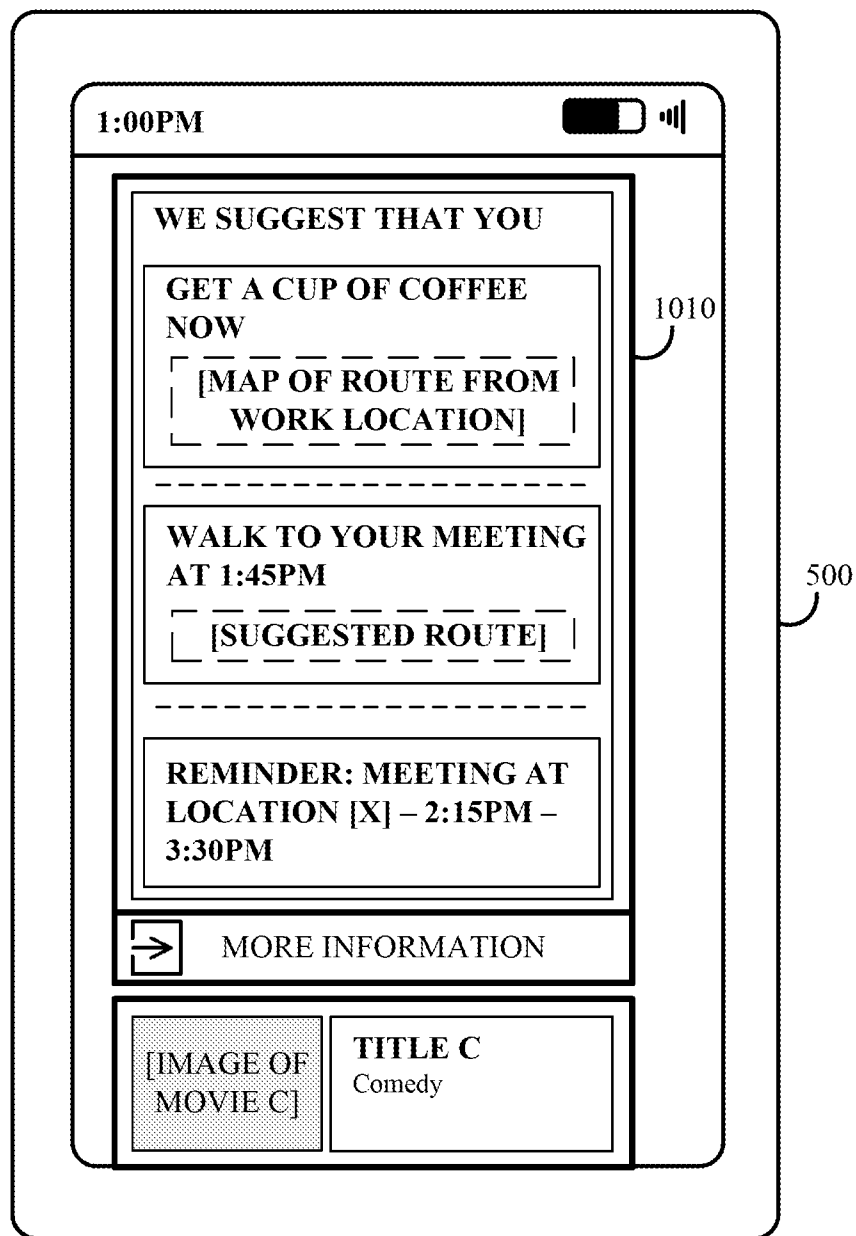 1:00PM
WE SUGGEST THAT YOU
GET A CUP OF COFFEE
NOW
[MAP OF ROUTE FROM
WORK LOCATION]
1010
WALK TO YOUR MEETING
AT 1:45PM
[SUGGESTED ROUTE]
500
REMINDER: MEETING AT
LOCATION [X] – 2:15PM –
3:30PM
MORE INFORMATION
[IMAGE OF
MOVIE C]
TITLE C
Comedy